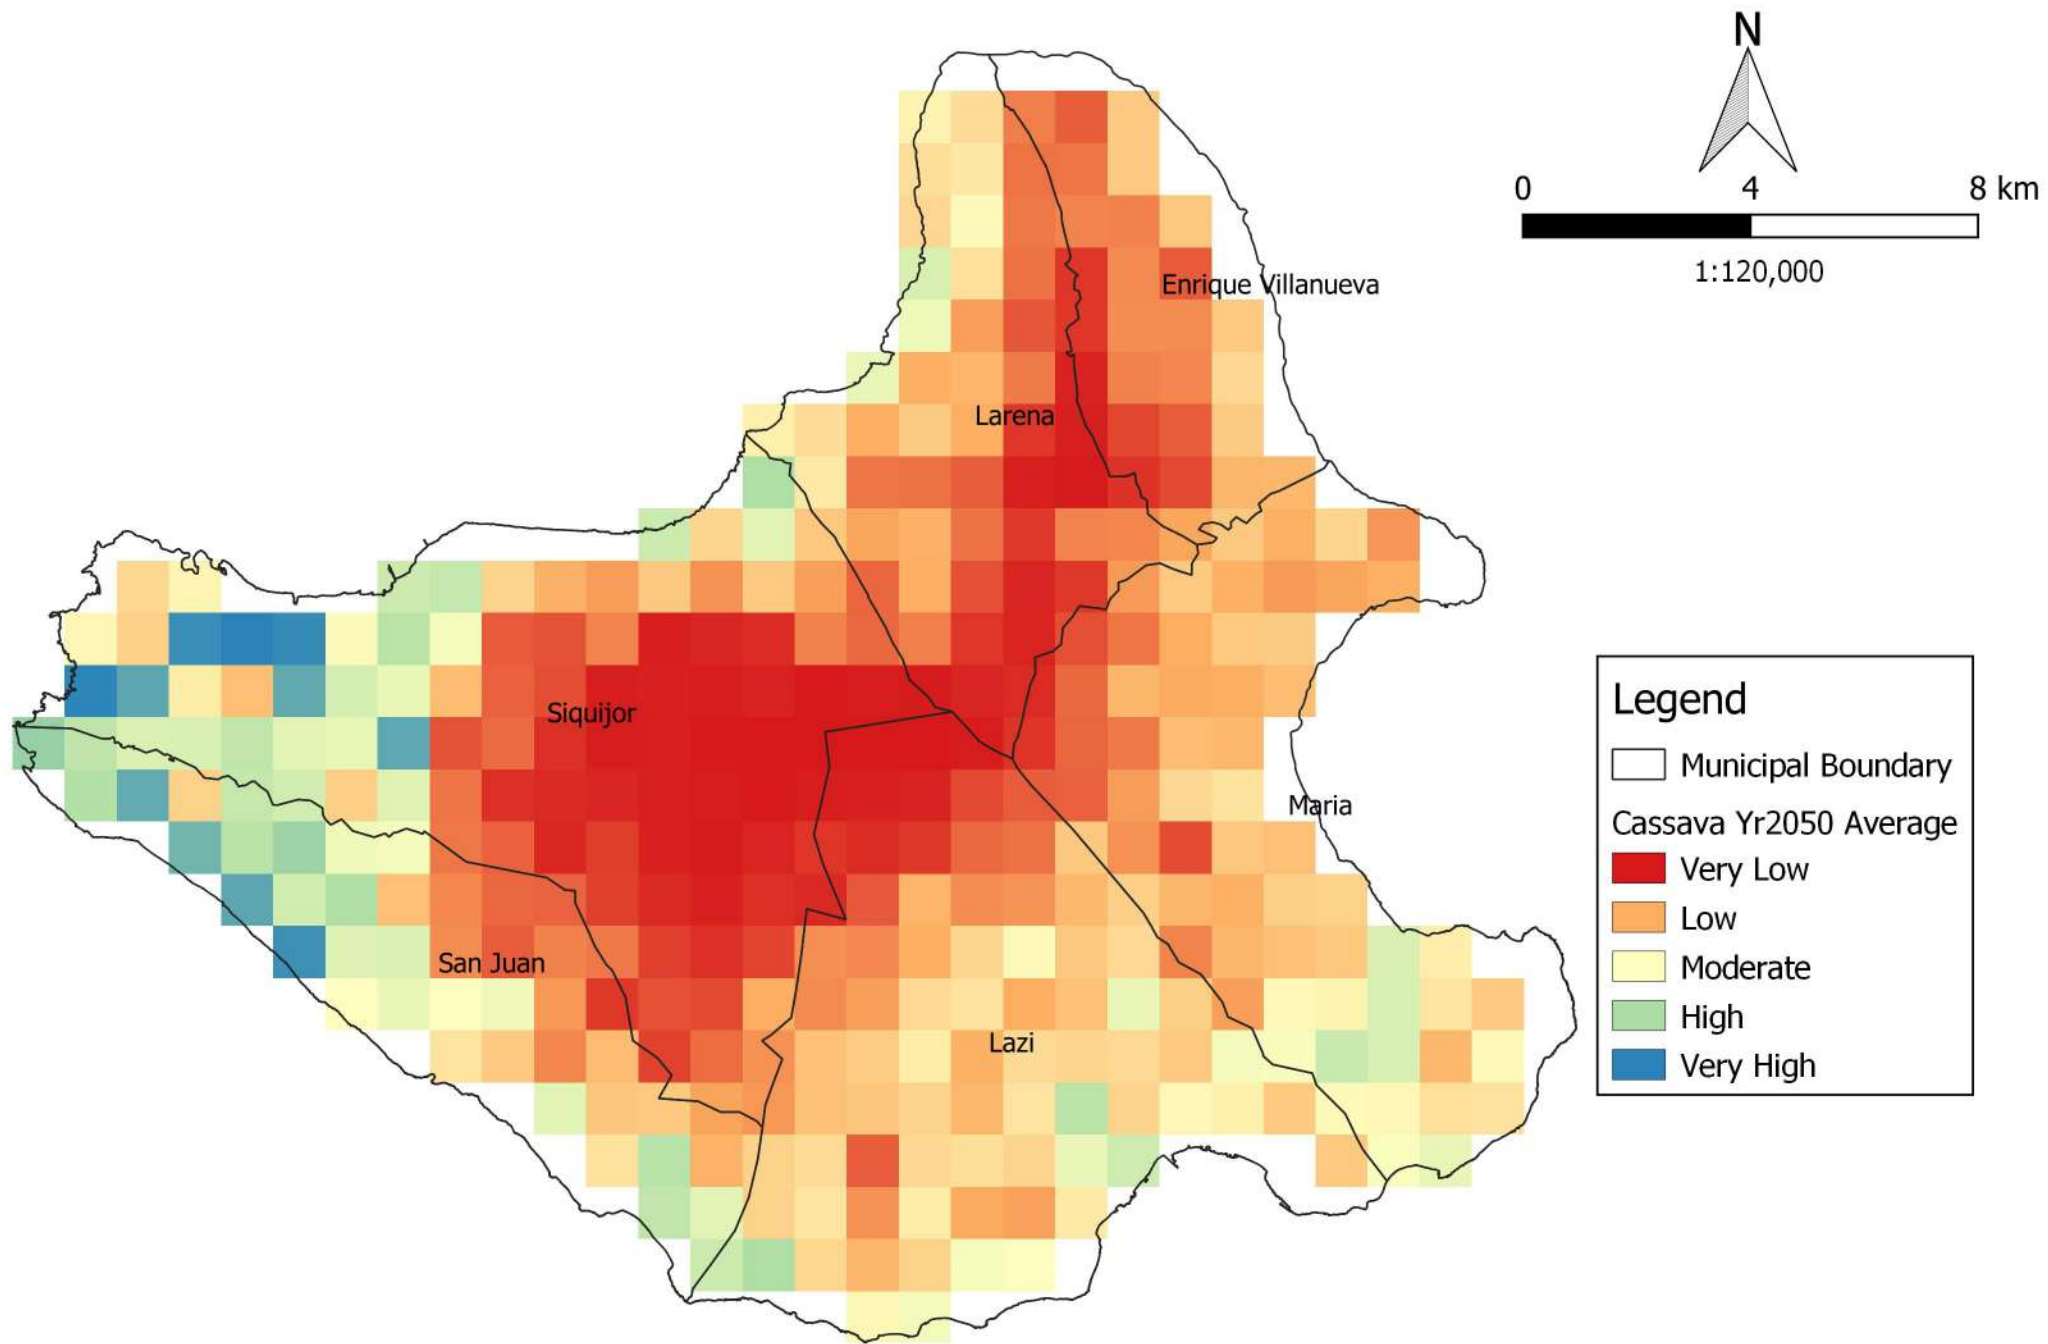 N
0 4 8 km
1:120,000
Enrique Villanueva
Larena
Siquijor
Maria
San Juan
Lazi
Legend
Municipal Boundary
Cassava Yr2050 Average
Very Low
Low
Moderate
High
Very High